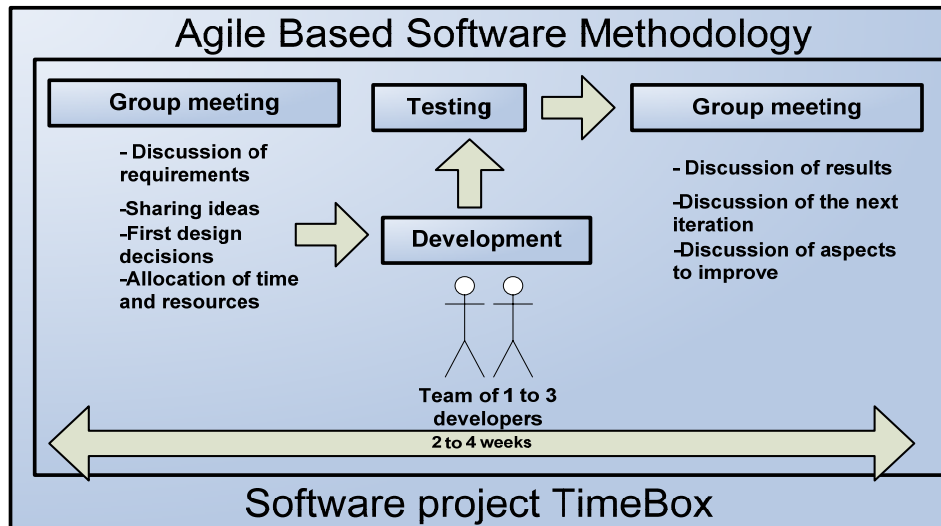 Agile Based Software Methodology
Group meeting
- Discussion of
requirements
-Sharing ideas
-First design
decisions
-Allocation of time
and resources
Testing
Development
Team of 1 to 3
developers
Group meeting
- Discussion of results
-Discussion of the next
iteration
-Discussion of aspects
to improve
2 to 4 weeks
Software project TimeBox